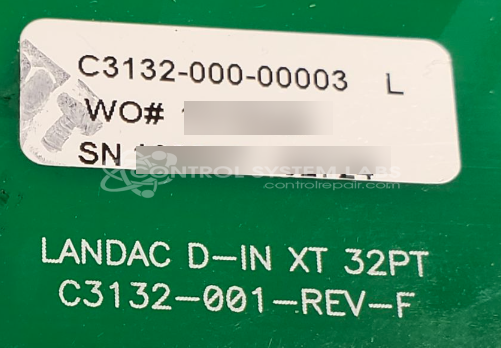 C3132-000-00003 L
WO#
SN
CONTROL SYSTEM LABS
controlrepair.com
LANDAC D-IN XT 32PT
C3132-001-REV-F